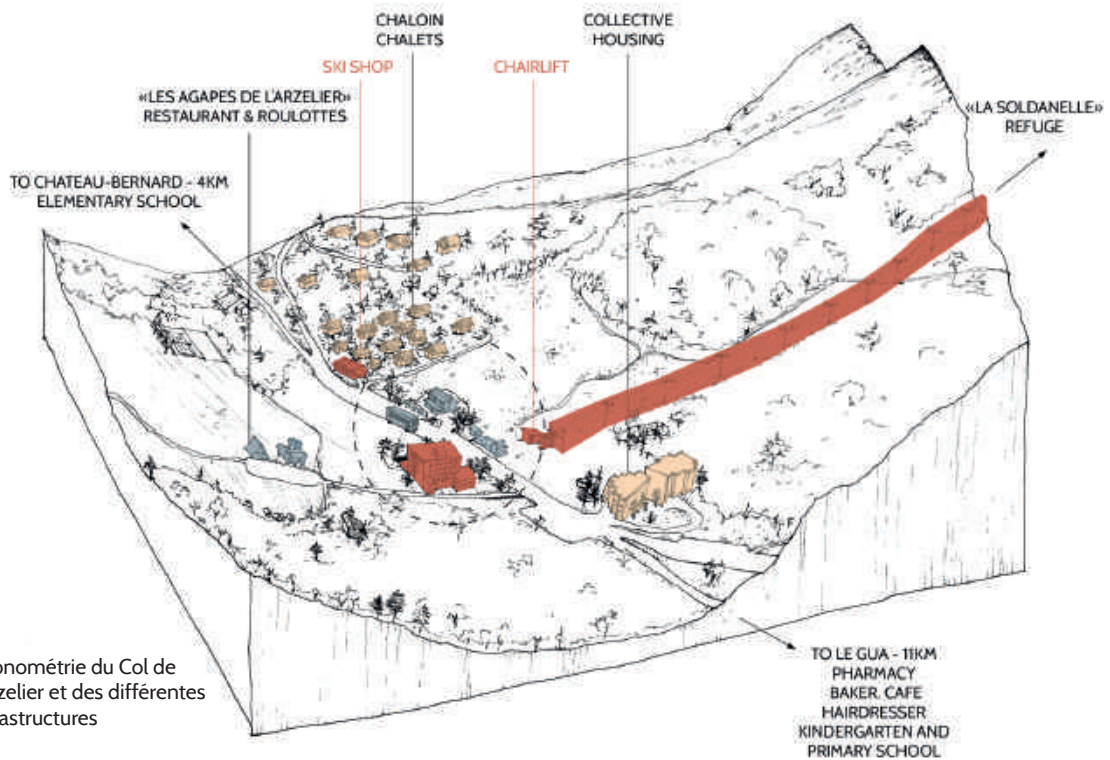 CHALOIN
CHALETS
COLLECTIVE
HOUSING
SKI SHOP
CHAIRLIFT
«LES AGAPES DE L'ARZELIER»
RESTAURANT & ROULOTTES
«LA SOLDANELLE»
REFUGE
TO CHATEAU-BERNARD - 4KM
ELEMENTARY SCHOOL
onométrie du Col de
zelier et des différentes
astructures
TO LE GUA - 11KM
PHARMACY
BAKER, CAFE
HAIRDRESSER
KINDERGARTEN AND
PRIMARY SCHOOL